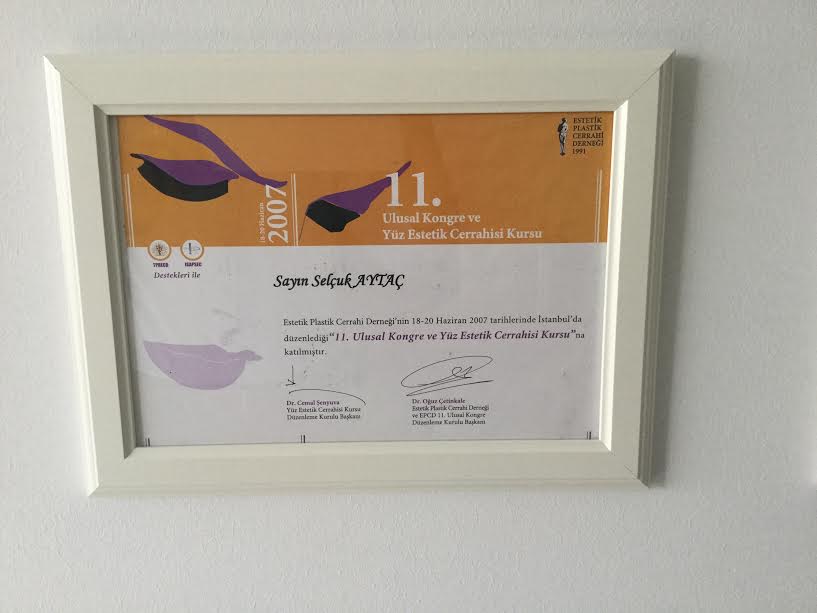 ESTETİK
PLASTİK
CERRAHİ
DERNEĞİ
1991
18-20 Haziran
2007
11.
Ulusal Kongre ve
Yüz Estetik Cerrahisi Kursu
TPRECD
ISAPSEC
Destekleri ile
Sayın Selçuk AYTAÇ
Estetik Plastik Cerrahi Derneği'nin 18-20 Haziran 2007 tarihlerinde İstanbul'da
düzenlediği "11. Ulusal Kongre ve Yüz Estetik Cerrahisi Kursu"na
katılmıştır.
Dr. Cemal Şenyuva
Yüz Estetik Cerrahisi Kursu
Düzenleme Kurulu Başkanı
Dr. Oğuz Çetinkale
Estetik Plastik Cerrahi Derneği
ve EPCD 11. Ulusal Kongre
Düzenleme Kurulu Başkanı